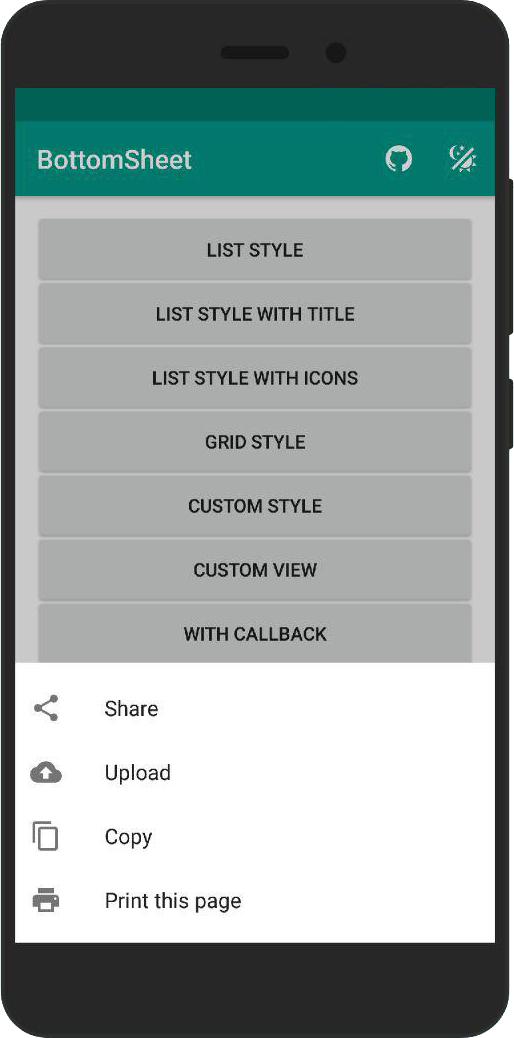 BottomSheet
LIST STYLE
LIST STYLE WITH TITLE
LIST STYLE WITH ICONS
GRID STYLE
CUSTOM STYLE
CUSTOM VIEW
WITH CALLBACK
Share
Upload
Copy
Print this page